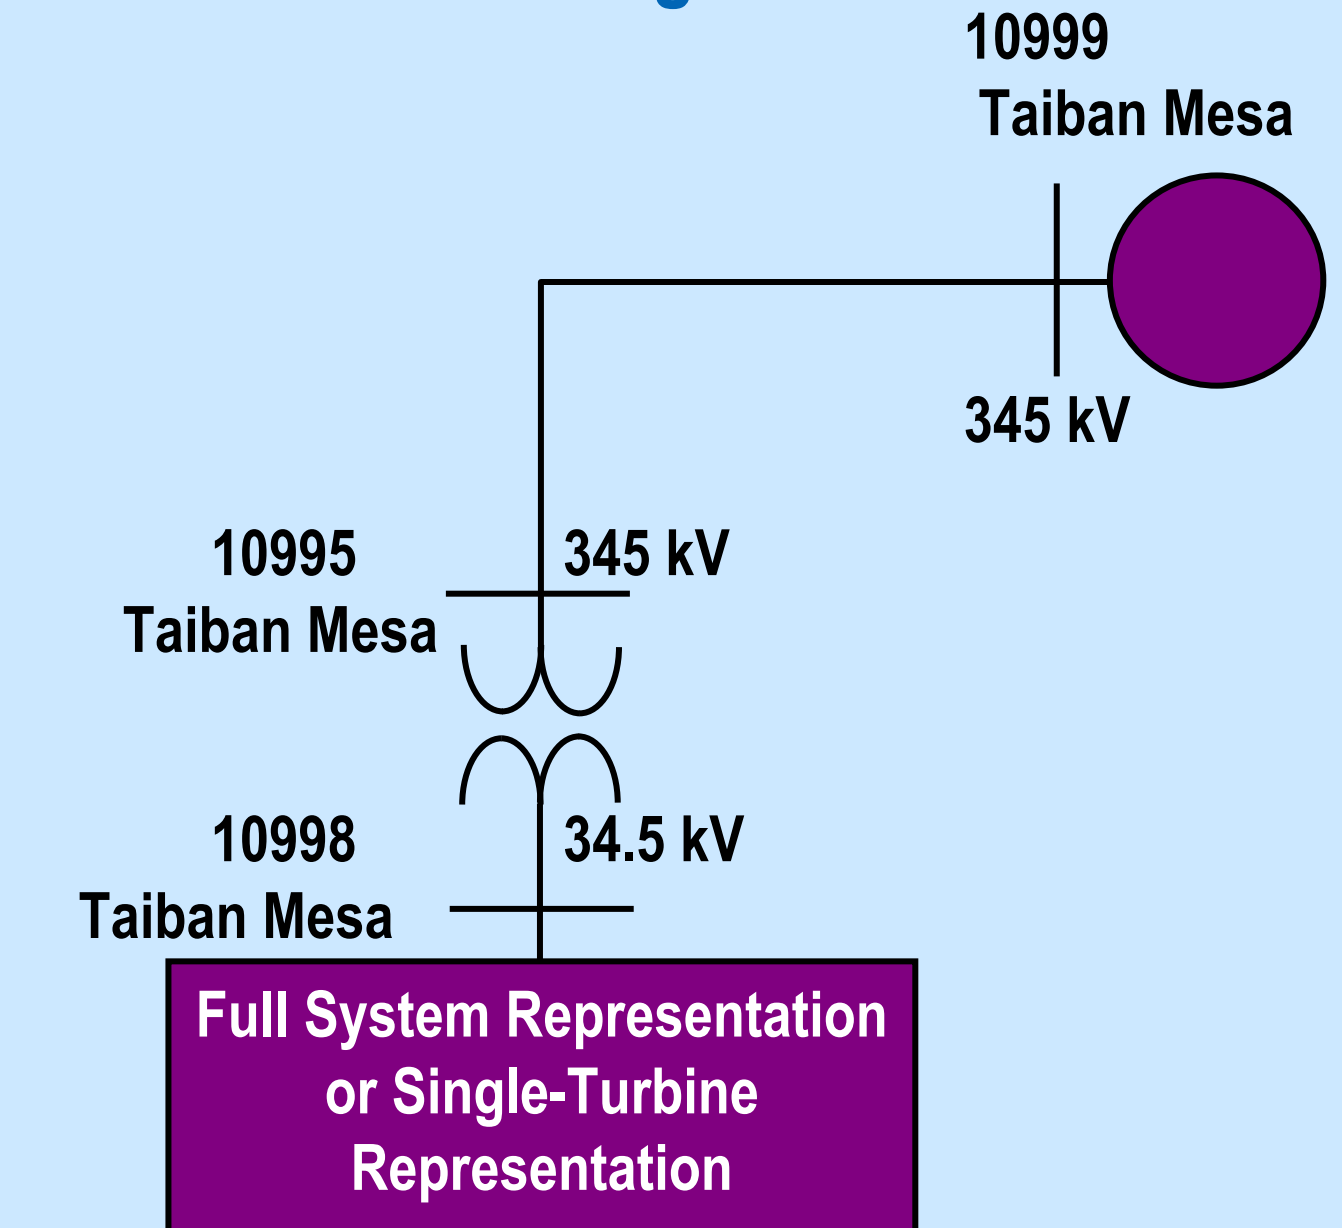 10999
Taiban Mesa
345 kV
10995
345 kV
Taiban Mesa
10998
34.5 kV
Taiban Mesa
Full System Representation
or Single-Turbine
Representation